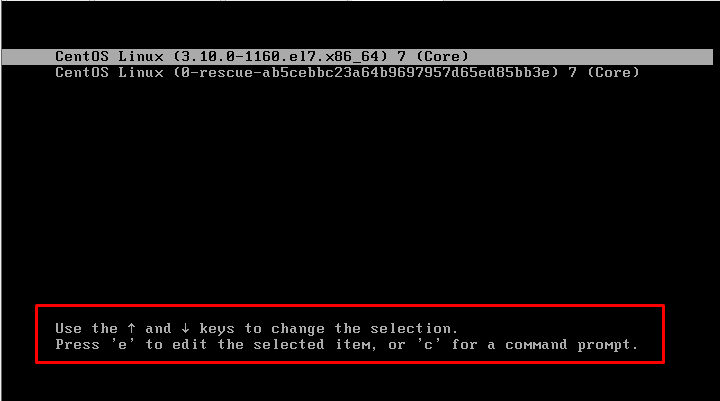 CentOS Linux (3.10.0-1160.el7.x86_64) 7 (Core)
CentOS Linux (0-rescue-ab5cebbc23a64b9697957d65ed85bb3e) 7 (Core)
Use the ↑ and ↓ keys to change the selection.
Press 'e' to edit the selected item, or 'c' for a command prompt.